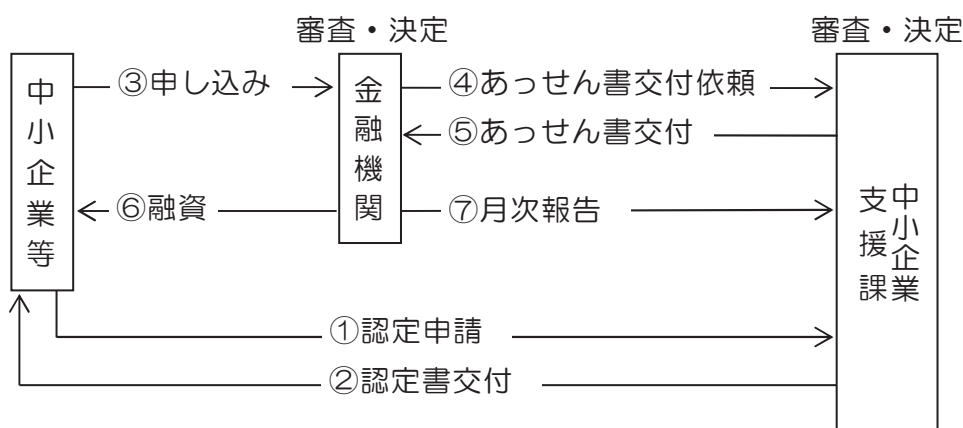 審査・決定
審査・決定
中小企業等
③申し込み
金融機関
④あっせん書交付依頼
⑤あっせん書交付
⑥融資
⑦月次報告
中小企業
支援課
①認定申請
②認定書交付